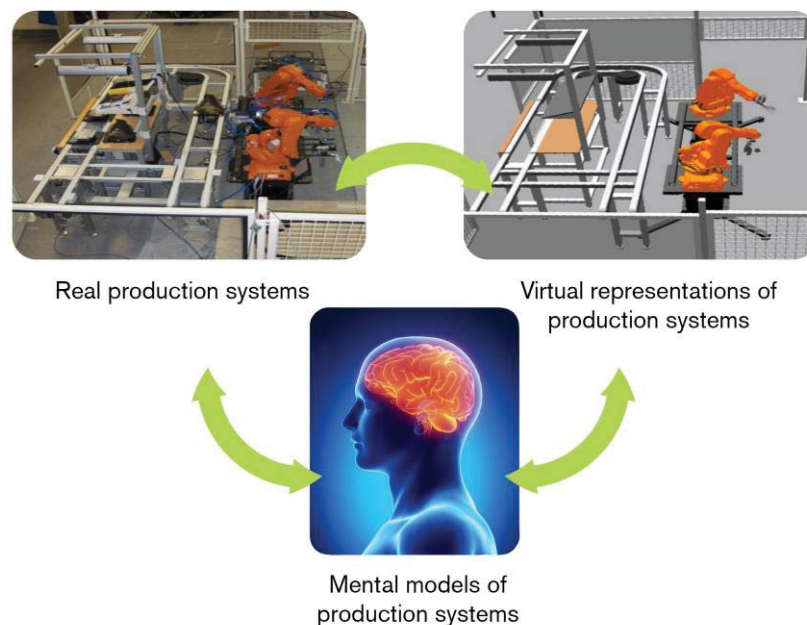 Real production systems
Virtual representations of
production systems
Mental models of
production systems